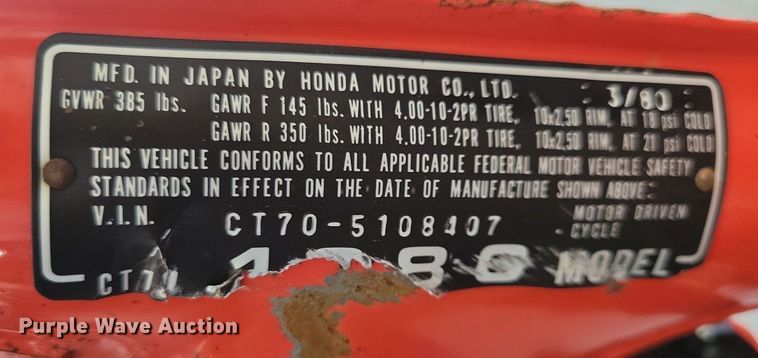 MFD. IN JAPAN BY HONDA MOTOR CO., LTD. 3/80
GVWR 385 lbs. GAWR F 145 lbs. WITH 4.00-10-2PR TIRE, 10x2.50 RIM, AT 18 psi COLD
GAWR R 350 lbs. WITH 4.00-10-2PR TIRE, 10x2.50 RIM, AT 21 psi COLD
THIS VEHICLE CONFORMS TO ALL APPLICABLE FEDERAL MOTOR VEHICLE SAFETY
STANDARDS IN EFFECT ON THE DATE OF MANUFACTURE SHOWN ABOVE:
V.I.N. CT70-5108407 MOTOR DRIVEN
CYCLE
MODEL
Purple Wave Auction